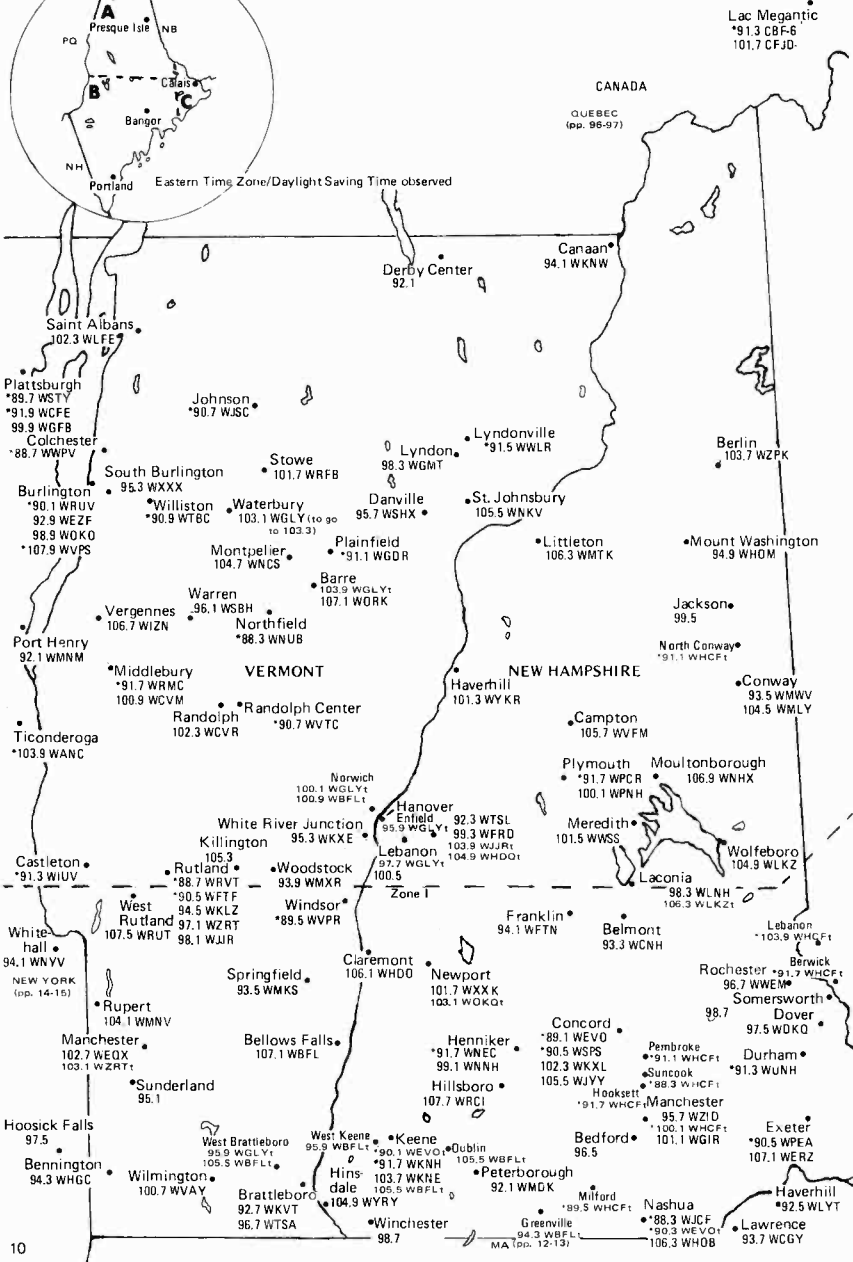 A
Presque Isle
NB
PQ
B
Calais
C
Bangor
NH
Portland
Eastern Time Zone/Daylight Saving Time observed
Lac Megantic
*91.3 CBF-6
101.7 CFJD-
CANADA
QUEBEC
(pp. 96-97)
Canaan
94.1 WKNW
Derby Center
92.1
Saint Albans
102.3 WLFE
Plattsburgh
*89.7 WSTY
*91.9 WCFE
99.9 WGFB
Colchester
*88.7 WWPV
Johnson
*90.7 WJSC
Lyndonville
*91.5 WWLR
Lyndon
98.3 WGMT
Berlin
103.7 WZPK
Stowe
101.7 WRFB
South Burlington
95.3 WXXX
Burlington
*90.1 WRUV
92.9 WEZF
98.9 WOKO
*107.9 WVPS
Williston
*90.9 WTBC
Waterbury
103.1 WGLY (to go
to 103.3)
Danville
95.7 WSHX
St. Johnsbury
105.5 WNKV
Littleton
106.3 WMTK
Mount Washington
94.9 WHOM
Montpelier
104.7 WNCS
Plainfield
*91.1 WGDR
Barre
103.9 WGLYt
107.1 WORK
Warren
96.1 WSBH
Vergennes
106.7 WIZN
Northfield
*88.3 WNUB
Jackson
99.5
North Conway
*91.1 WHCFt
Port Henry
92.1 WMNM
Middlebury
*91.7 WRMC
100.9 WCVM
VERMONT
NEW HAMPSHIRE
Haverhill
101.3 WYKR
Conway
93.5 WMWV
104.5 WMLY
Randolph
102.3 WCVR
Randolph Center
*90.7 WVTC
Campton
105.7 WVFM
Ticonderoga
*103.9 WANC
Plymouth
*91.7 WPCR
100.1 WPNH
Moultonborough
106.9 WNHX
Norwich
100.1 WGLYt
100.9 WBFLt
Hanover
92.3 WTSL
99.3 WFRD
103.9 WJJRt
104.9 WHDQt
Enfield
95.9 WGLYt
White River Junction
95.3 WKXE
Lebanon
97.7 WGLYt
100.5
Meredith
101.5 WWSS
Wolfeboro
104.9 WLKZ
Killington
105.3
Castleton
*91.3 WIUV
Rutland
*88.7 WRVT
*90.5 WFTF
94.5 WKLZ
97.1 WZRT
98.1 WJJR
Woodstock
93.9 WMXR
Laconia
98.3 WLNH
106.3 WLKZt
Zone I
West
Rutland
107.5 WRUT
Windsor
*89.5 WVPR
Franklin
94.1 WFTN
Belmont
93.3 WCNH
Lebanon
*103.9 WHCFt
White-
hall
94.1 WNYV
NEW YORK
(pp. 14-15)
Claremont
106.1 WHDQ
Berwick
*91.7 WHCFt
Rochester
96.7 WWEM
Springfield
93.5 WMKS
Newport
101.7 WXXK
103.1 WOKQt
Somersworth
98.7
Rupert
104.1 WMNV
Dover
97.5 WOKQ
Manchester
102.7 WEQX
103.1 WZRTt
Bellows Falls
107.1 WBFL
Henniker
*91.7 WNEC
99.1 WNNH
Concord
*89.1 WEVO
*90.5 WSPS
102.3 WKXL
105.5 WJYY
Pembroke
*91.1 WHCFt
Durham
*91.3 WUNH
Sunderland
95.1
Suncook
*88.3 WHCFt
Hillsboro
107.7 WRCI
Hooksett
*91.7 WHCFt
Manchester
95.7 WZID
*100.1 WHCFt
101.1 WGIR
Hoosick Falls
97.5
Exeter
*90.5 WPEA
107.1 WERZ
West Brattleboro
95.9 WGLYt
105.5 WBFLt
West Keene
95.9 WBFLt
Keene
*90.1 WEVOt
*91.7 WKNH
103.7 WKNE
105.5 WBFLt
Dublin
105.5 WBFLt
Bedford
96.5
Bennington
94.3 WHGC
Wilmington
100.7 WVAY
Hins-
dale
104.9 WYRY
Peterborough
92.1 WMDK
Brattleboro
92.7 WKVT
96.7 WTSA
Milford
*89.5 WHCFt
Haverhill
*92.5 WLYT
Winchester
98.7
Greenville
94.3 WBFLt
Nashua
*88.3 WJCF
*90.3 WEVOt
106.3 WHOB
Lawrence
93.7 WCGY
MA (pp. 12-13)
10